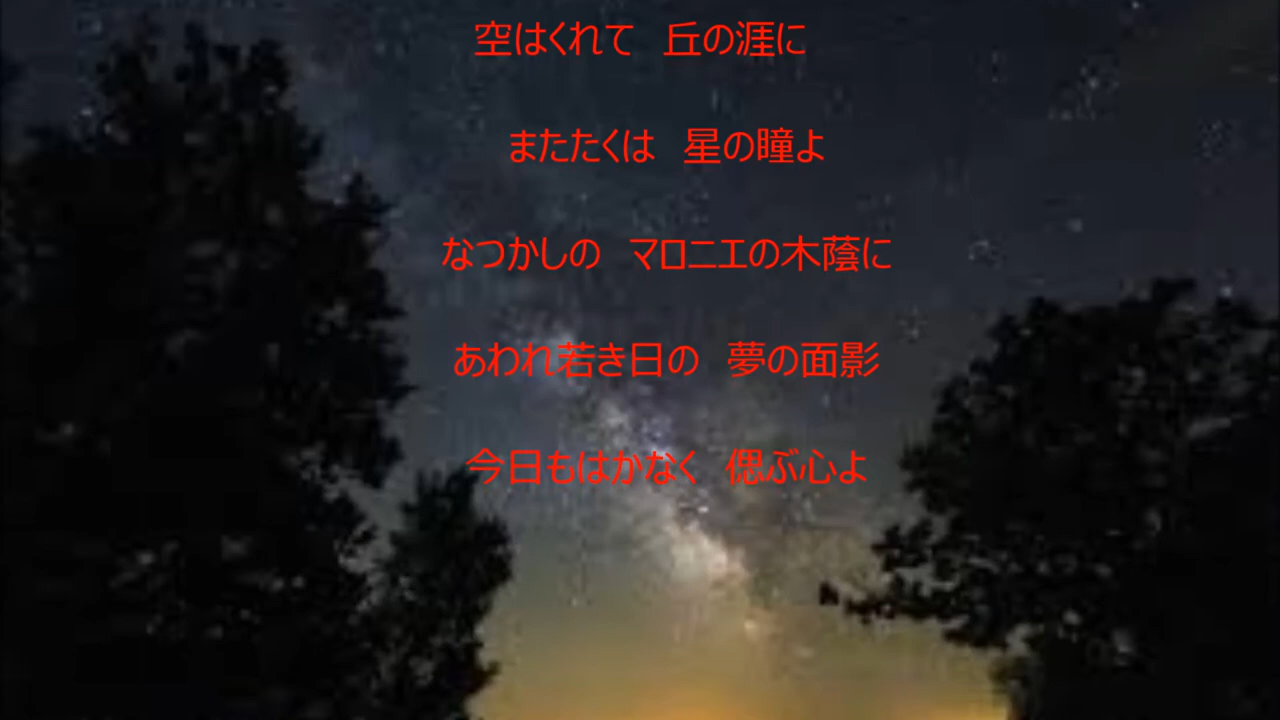 空はくれて　丘の涯に
またたくは　星の瞳よ
なつかしの　マロニエの木蔭に
あわれ若き日の　夢の面影
今日もはかなく　偲ぶ心よ